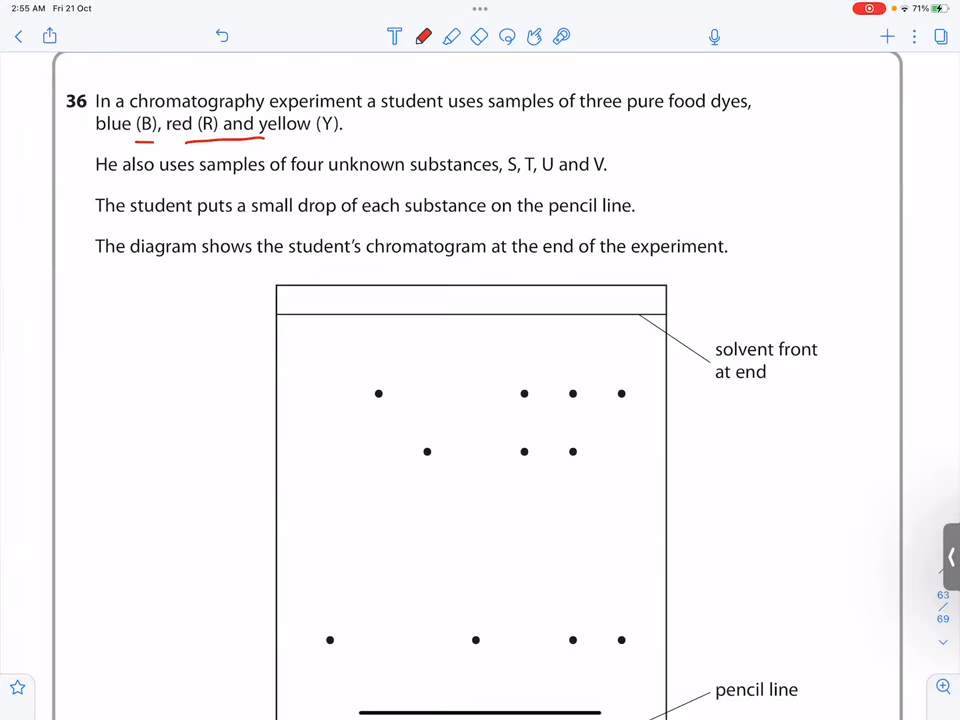 2:55 AM Fri 21 Oct
71%
36 In a chromatography experiment a student uses samples of three pure food dyes,
blue (B), red (R) and yellow (Y).
He also uses samples of four unknown substances, S, T, U and V.
The student puts a small drop of each substance on the pencil line.
The diagram shows the student's chromatogram at the end of the experiment.
solvent front
at end
63
/
69
pencil line